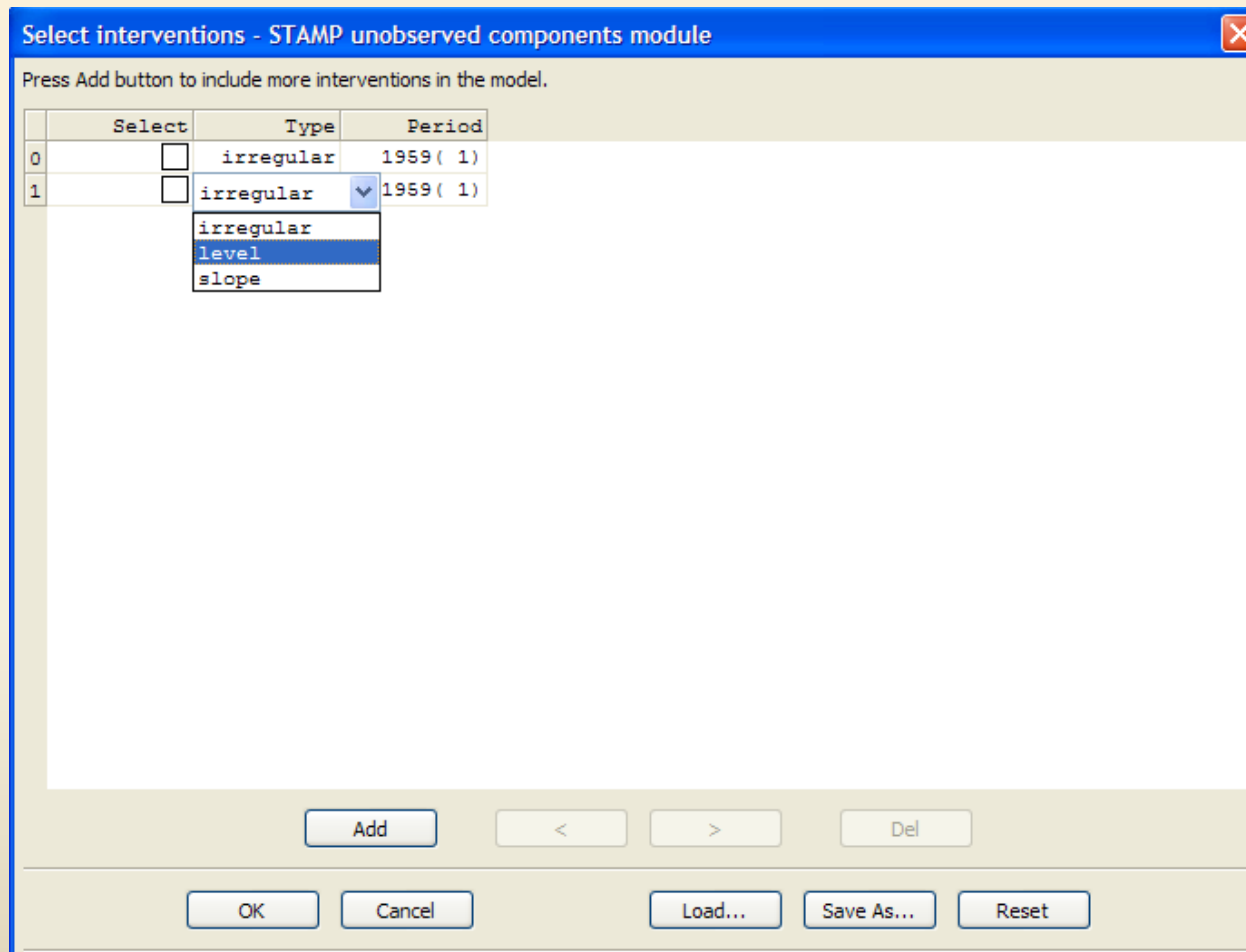 Select interventions - STAMP unobserved components module
Press Add button to include more interventions in the model.
Select Type Period
0 irregular 1959( 1)
1 irregular 1959( 1)
irregular
level
slope
Add < > Del
OK Cancel Load... Save As... Reset